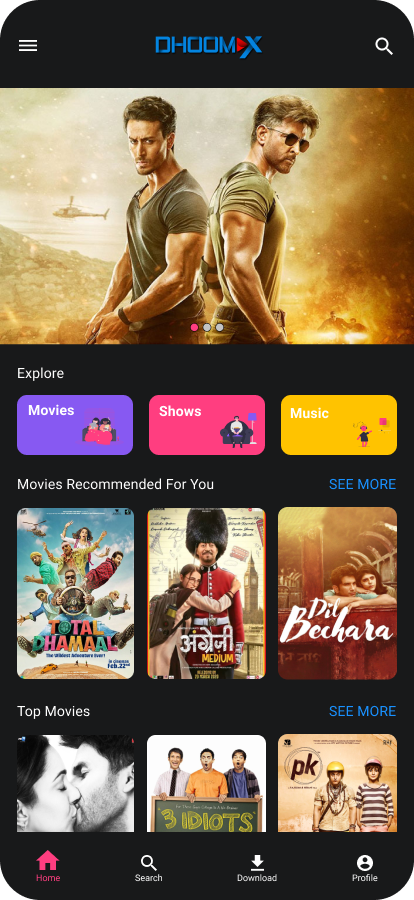 DHOOMX
Explore
Movies
Shows
Music
Movies Recommended For You
SEE MORE
TOTAL
DHAMAAL
The Wildest Adventure Ever!
In cinemas
Feb.22
अंग्रेज़ी
MEDIUM
Dil
Bechara
Top Movies
SEE MORE
3 IDIOTS
pk
Home
Search
Download
Profile